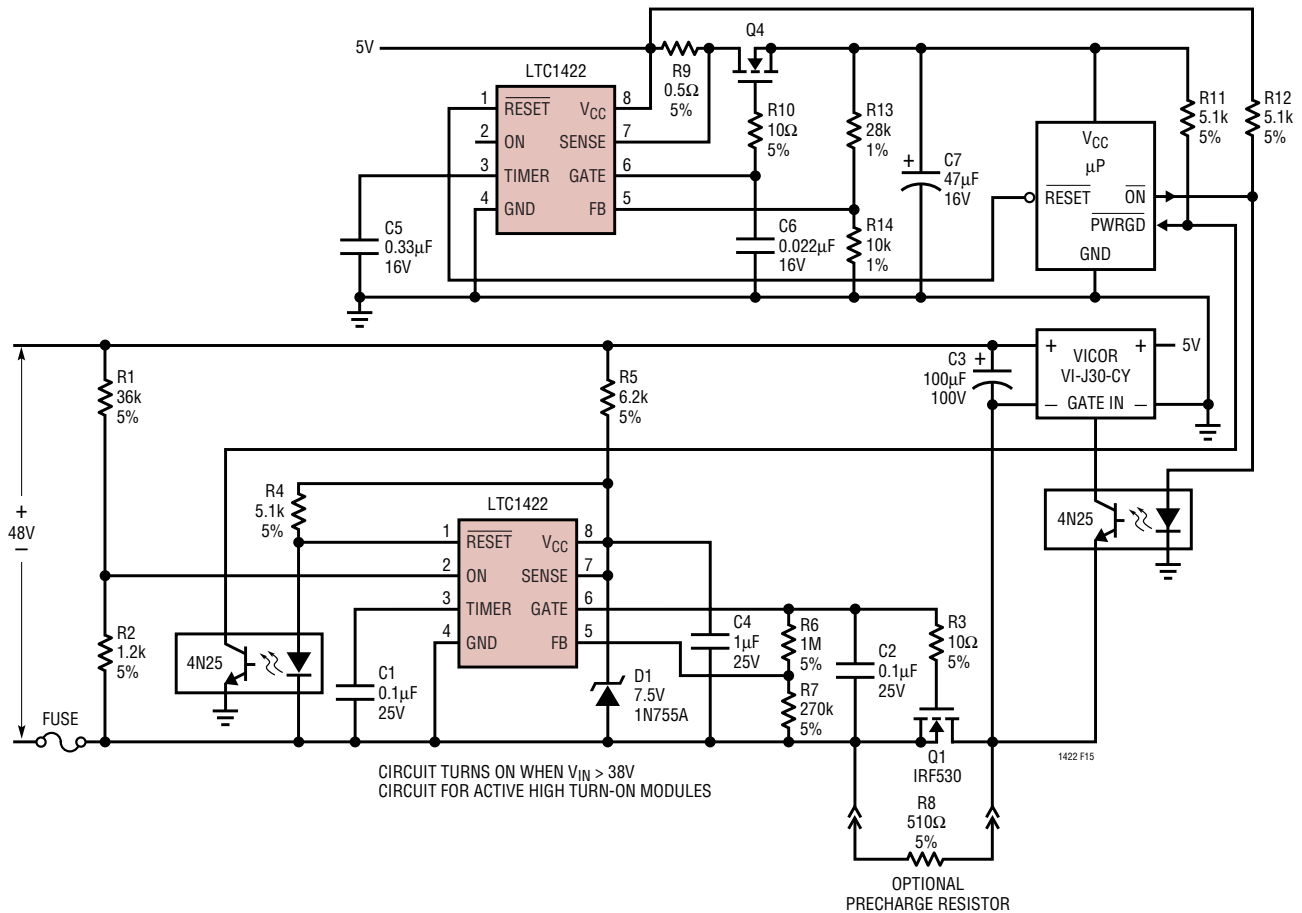 5V
Q4
LTC1422
R9
0.5Ω
5%
1
RESET
VCC
8
2
ON
SENSE
7
3
TIMER
GATE
6
4
GND
FB
5
R10
10Ω
5%
R13
28k
1%
C7
+
47µF
16V
R11
5.1k
5%
R12
5.1k
5%
VCC
µP
RESET
ON
PWRGD
GND
C5
0.33µF
16V
C6
0.022µF
16V
R14
10k
1%
R1
36k
5%
R5
6.2k
5%
C3 +
100µF
100V
+
+
5V
VICOR
VI-J30-CY
–
GATE IN
–
+
48V
–
R4
5.1k
5%
LTC1422
1
RESET
VCC
8
2
ON
SENSE
7
3
TIMER
GATE
6
4
GND
FB
5
4N25
R2
1.2k
5%
4N25
C1
0.1µF
25V
D1
7.5V
1N755A
C4
1µF
25V
R6
1M
5%
R7
270k
5%
C2
0.1µF
25V
R3
10Ω
5%
FUSE
Q1
IRF530
1422 F15
CIRCUIT TURNS ON WHEN VIN > 38V
CIRCUIT FOR ACTIVE HIGH TURN-ON MODULES
R8
510Ω
5%
OPTIONAL
PRECHARGE RESISTOR